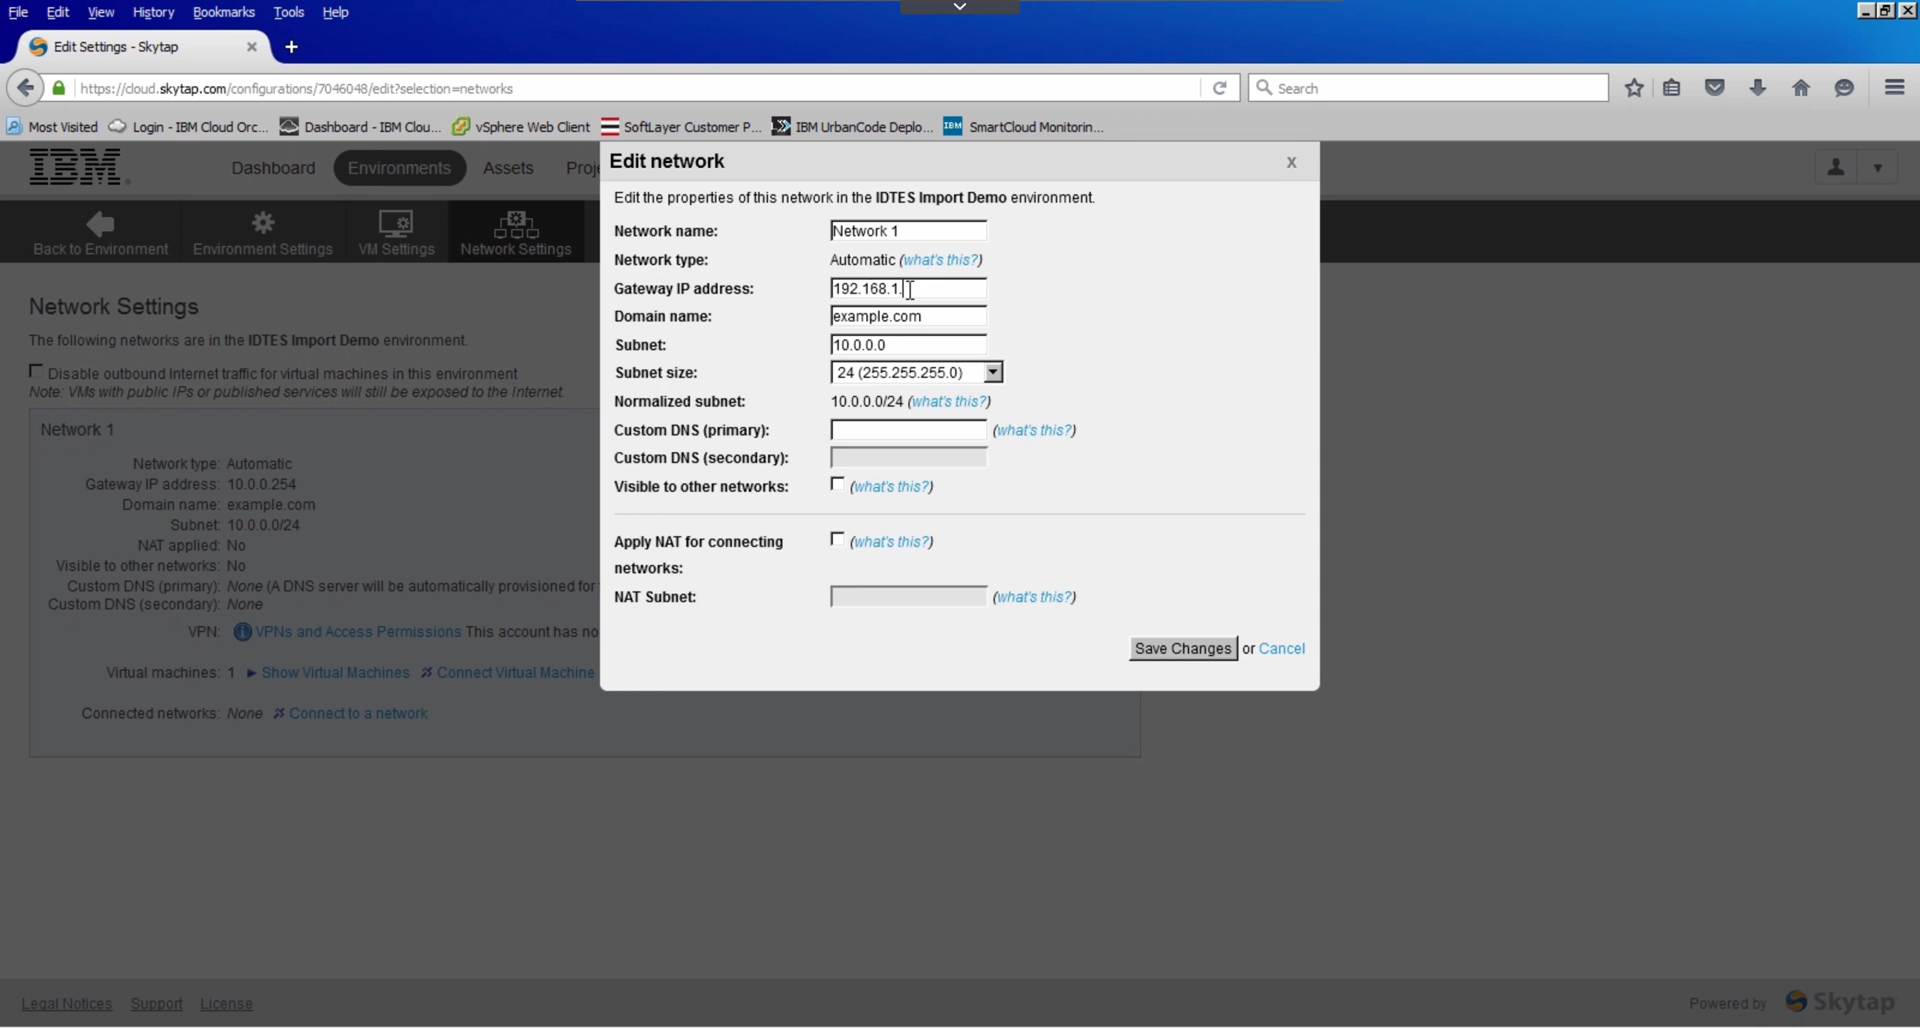 File Edit View History Bookmarks Tools Help
Edit Settings - Skytap
https://cloud.skytap.com/configurations/7046048/edit?selection=networks
Search
Most Visited Login - IBM Cloud Orc... Dashboard - IBM Clou... vSphere Web Client SoftLayer Customer P... IBM UrbanCode Deplo... IBM SmartCloud Monitorin...
IBM Dashboard Environments Assets Proj
Back to Environment Environment Settings VM Settings Network Settings
Network Settings
The following networks are in the IDTES Import Demo environment.
Disable outbound Internet traffic for virtual machines in this environment
Note: VMs with public IPs or published services will still be exposed to the Internet.
Network 1
Network type: Automatic
Gateway IP address: 10.0.0.254
Domain name: example.com
Subnet: 10.0.0.0/24
NAT applied: No
Visible to other networks: No
Custom DNS (primary): None (A DNS server will be automatically provisioned for
Custom DNS (secondary): None
VPN: VPNs and Access Permissions This account has no
Virtual machines: 1 Show Virtual Machines Connect Virtual Machine
Connected networks: None Connect to a network
Edit network x
Edit the properties of this network in the IDTES Import Demo environment.
Network name: Network 1
Network type: Automatic (what's this?)
Gateway IP address: 192.168.1.
Domain name: example.com
Subnet: 10.0.0.0
Subnet size: 24 (255.255.255.0)
Normalized subnet: 10.0.0.0/24 (what's this?)
Custom DNS (primary): (what's this?)
Custom DNS (secondary):
Visible to other networks: (what's this?)
Apply NAT for connecting (what's this?)
networks:
NAT Subnet: (what's this?)
Save Changes or Cancel
Legal Notices Support License
Powered by Skytap